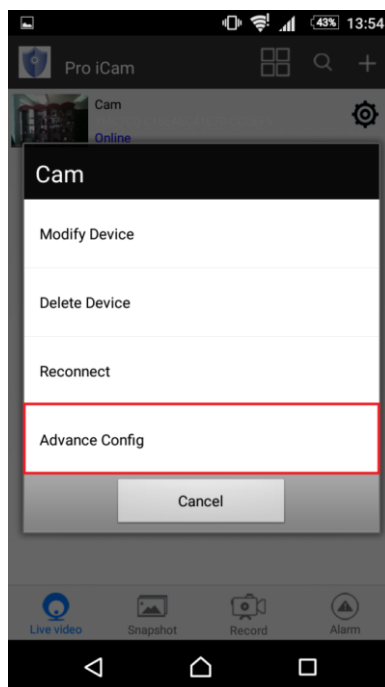 43% 13:54
Pro iCam
Cam
Online
Cam
Modify Device
Delete Device
Reconnect
Advance Config
Cancel
Live video Snapshot Record Alarm